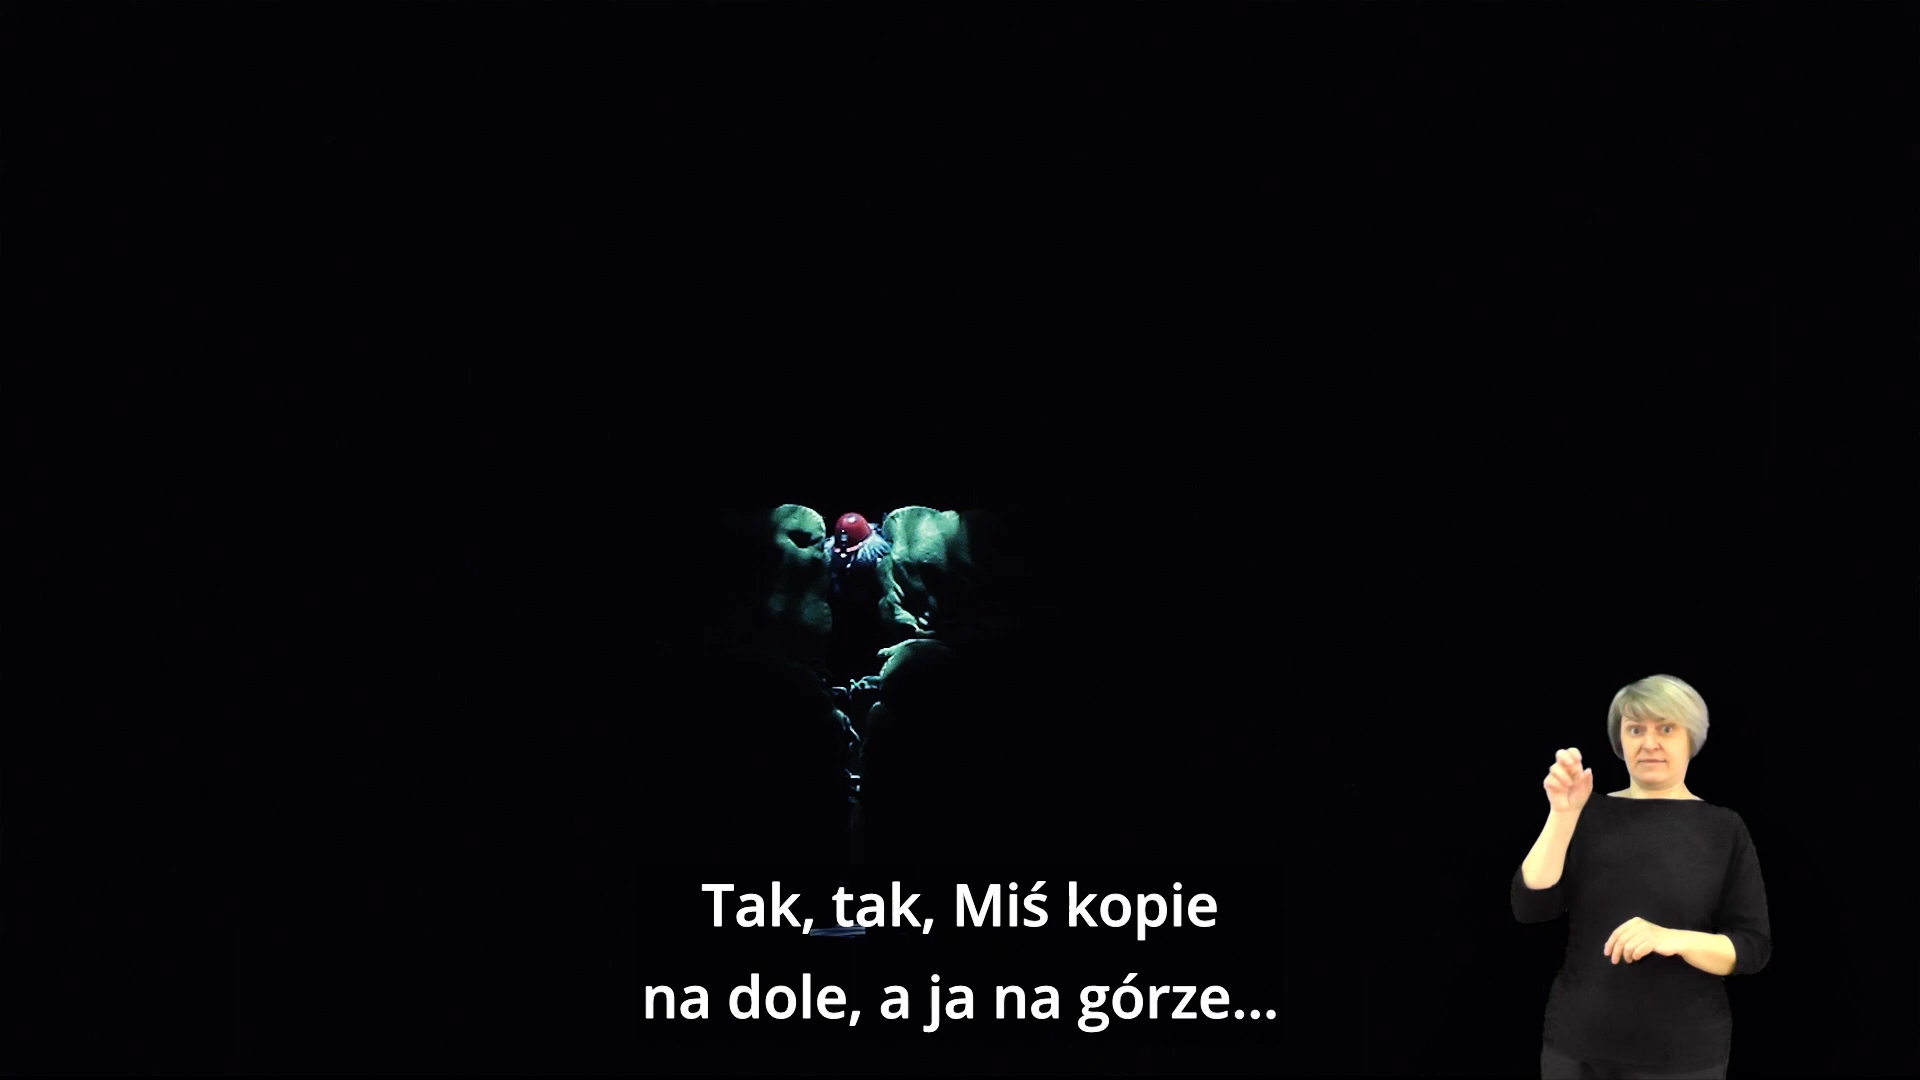 Tak, tak, Miś kopie
na dole, a ja na górze...